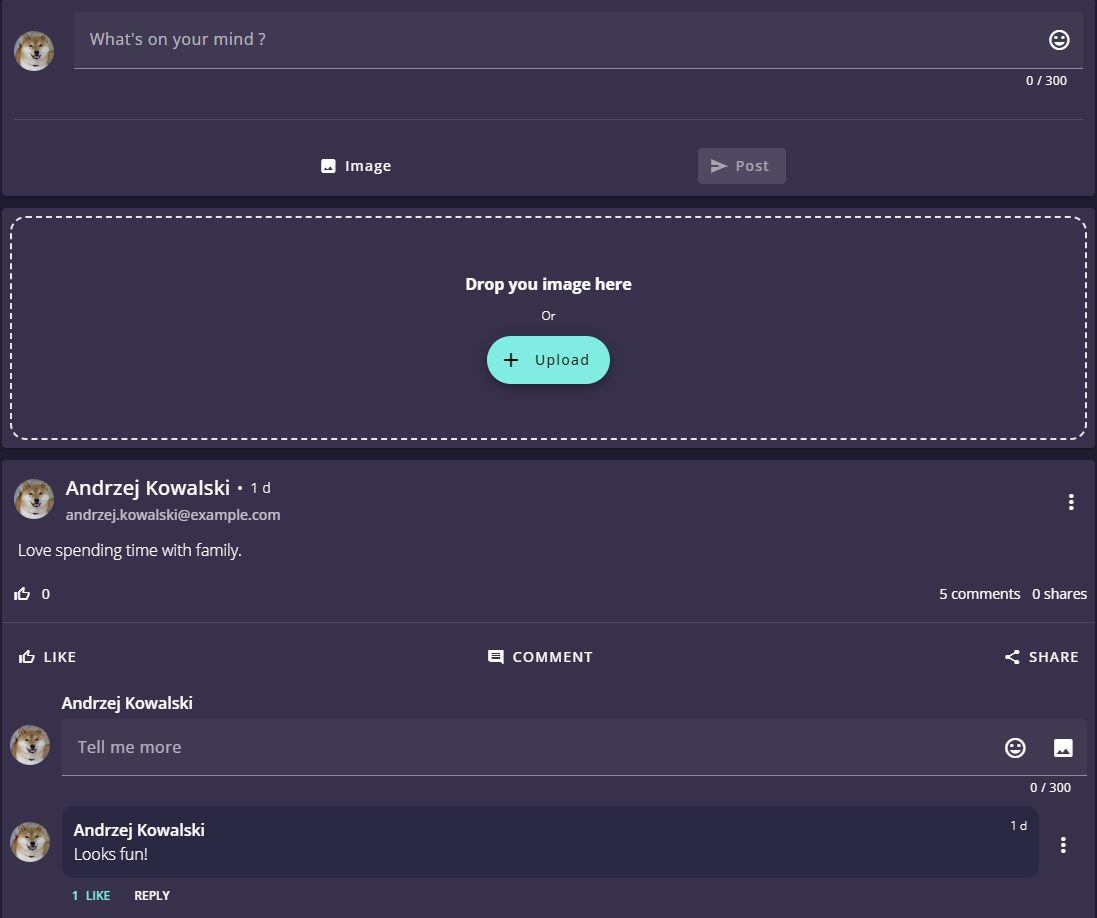 What's on your mind ?
0 / 300
Image
Post
Drop you image here
Or
Upload
Andrzej Kowalski • 1 d
andrzej.kowalski@example.com
Love spending time with family.
0
5 comments 0 shares
LIKE
COMMENT
SHARE
Andrzej Kowalski
Tell me more
0 / 300
Andrzej Kowalski
1 d
Looks fun!
1 LIKE REPLY